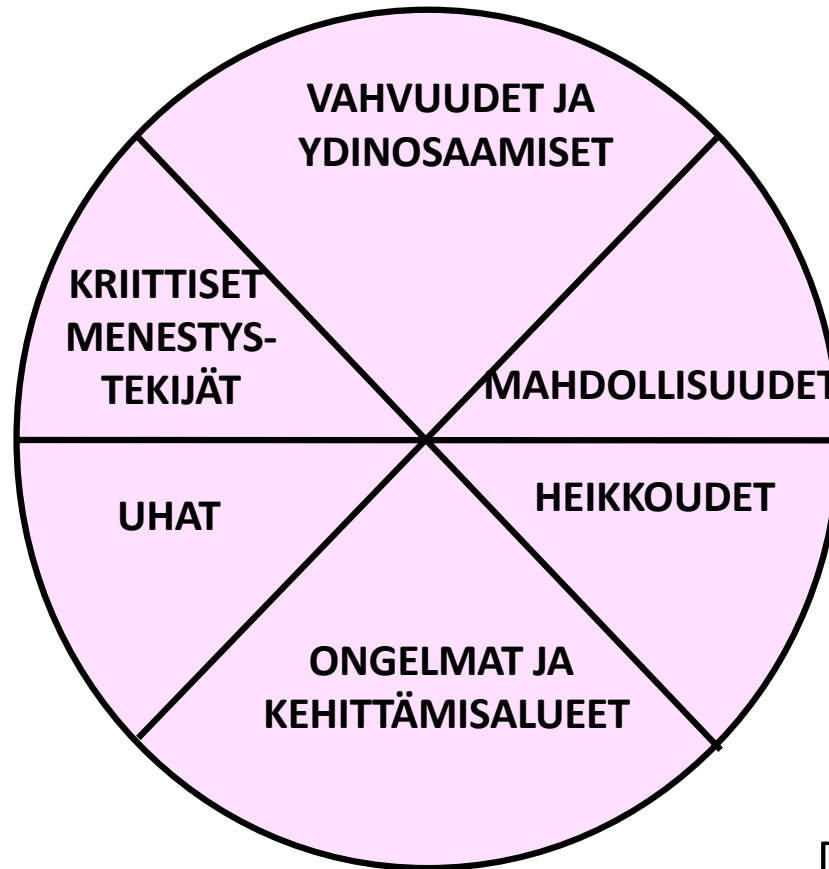 VAHVUUDET JA
YDINOSAAMISET
KRIITTISET
MENESTYS-
TEKIJÄT
MAHDOLLISUUDET
UHAT
HEIKKOUDET
ONGELMAT JA
KEHITTÄMISALUEET